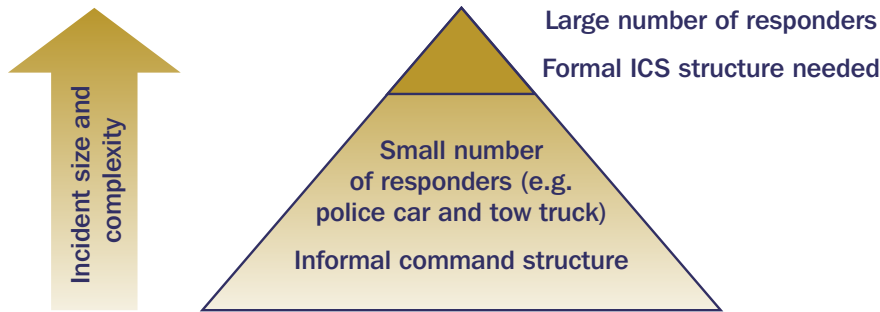 Incident size and
complexity
Large number of responders
Formal ICS structure needed
Small number
of responders (e.g.
police car and tow truck)
Informal command structure